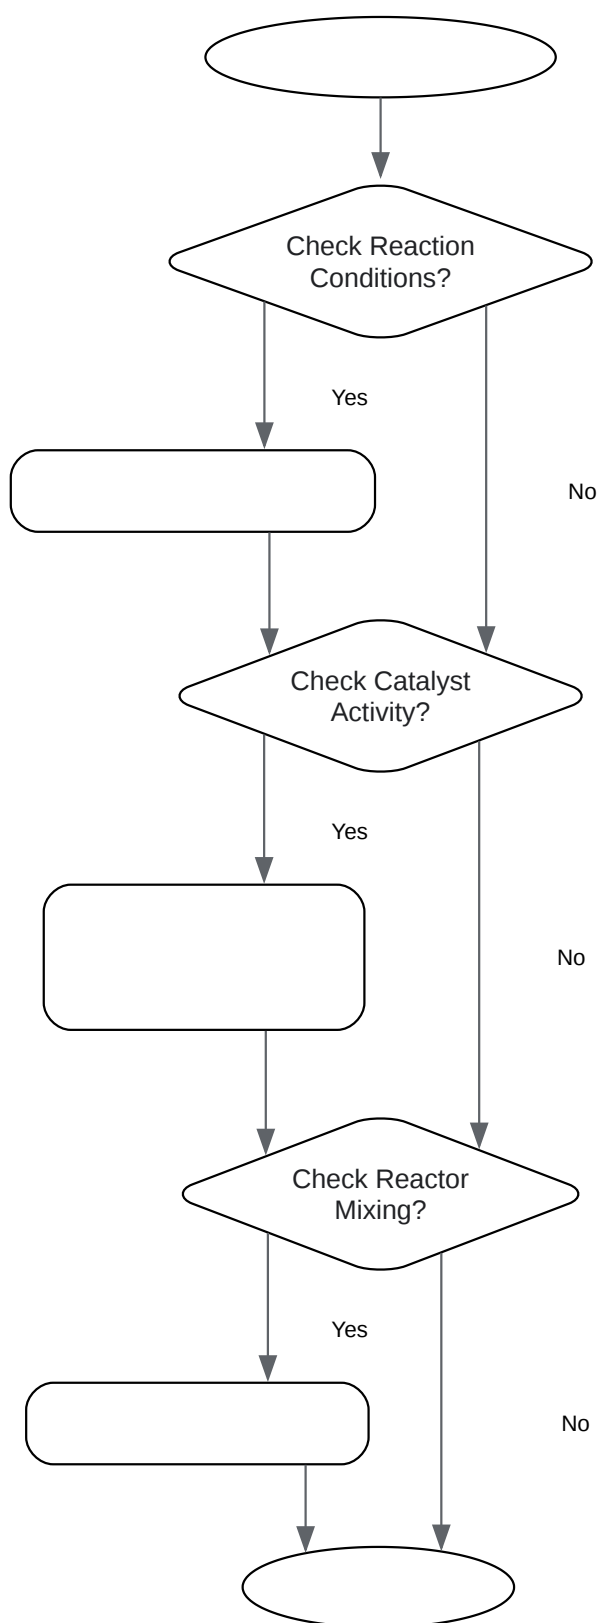 Check Reaction
Conditions?
Yes
No
Check Catalyst
Activity?
Yes
No
Check Reactor
Mixing?
Yes
No